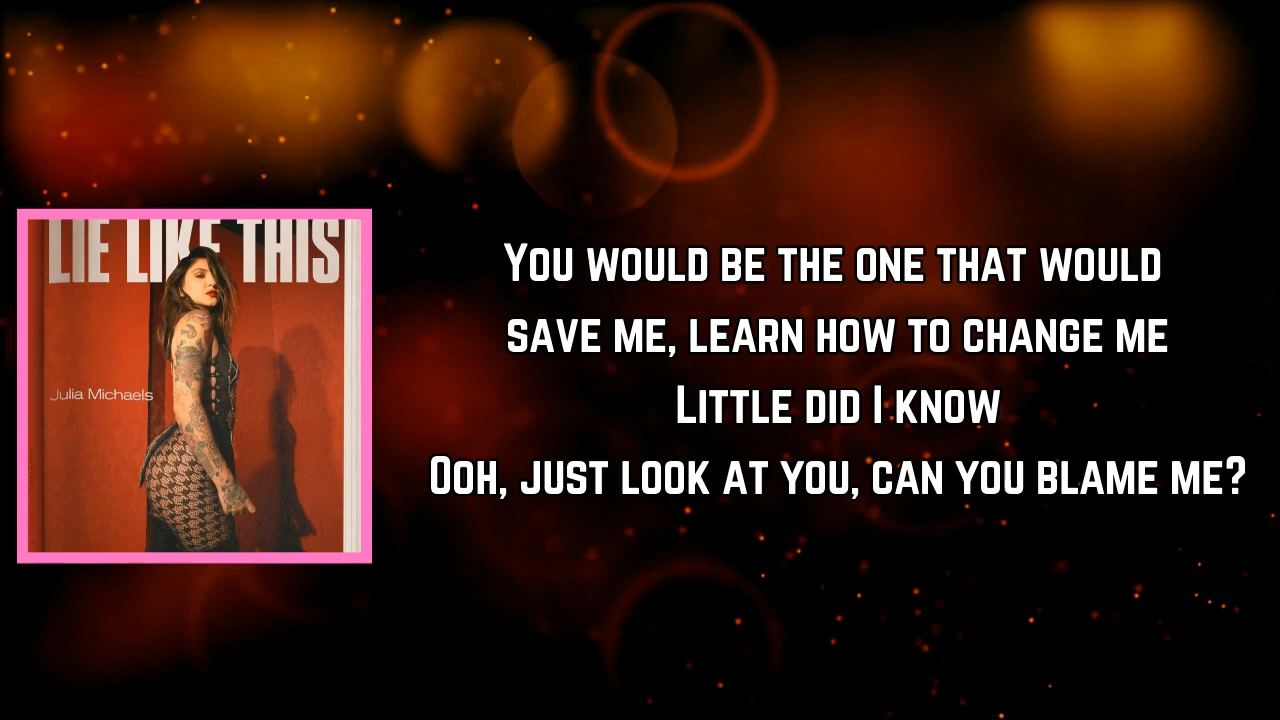 LIE LIKE THIS
Julia Michaels
You would be the one that would
save me, learn how to change me
Little did I know
Ooh, just look at you, can you blame me?